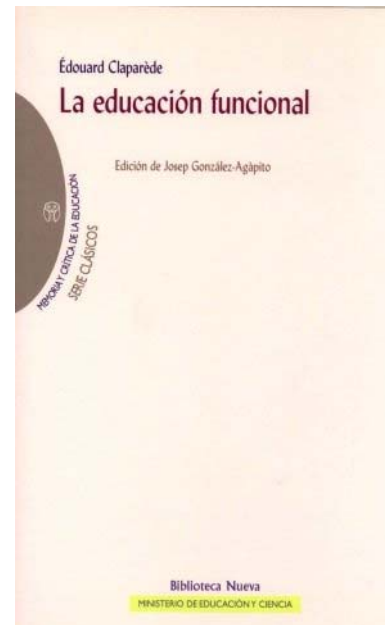 Édouard Claparède
La educación funcional
Edición de Josep González-Agàpito
MEMORIA Y CRÍTICA DE LA EDUCACIÓN
SERIE CLÁSICOS
Biblioteca Nueva
MINISTERIO DE EDUCACIÓN Y CIENCIA